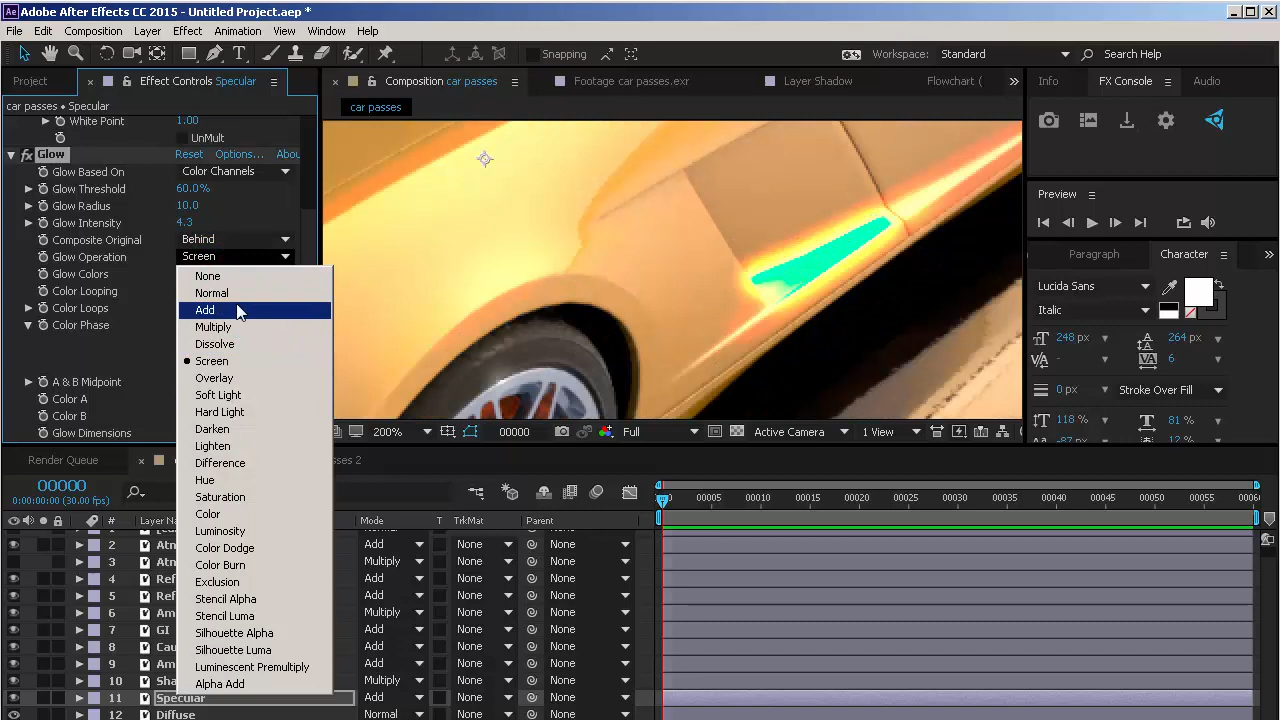 Adobe After Effects CC 2015 - Untitled Project.aep *
File Edit Composition Layer Effect Animation View Window Help
Snapping Workspace: Standard Search Help
Project Effect Controls Specular Composition car passes Footage car passes.exr Layer Shadow Flowchart ( Info FX Console Audio
car passes • Specular car passes
White Point 1.00
UnMult
fx Glow Reset Options... Abou
Glow Based On Color Channels
Glow Threshold 60.0%
Glow Radius 10.0
Glow Intensity 4.3
Composite Original Behind
Glow Operation Screen
Glow Colors
Color Looping
Color Loops
Color Phase
A & B Midpoint
Color A
Color B
Glow Dimensions
None
Normal
Add
Multiply
Dissolve
Screen
Overlay
Soft Light
Hard Light
Darken
Lighten
Difference
Hue
Saturation
Color
Luminosity
Color Dodge
Color Burn
Exclusion
Stencil Alpha
Stencil Luma
Silhouette Alpha
Silhouette Luma
Luminescent Premultiply
Alpha Add
Preview
Paragraph Character
Lucida Sans
Italic
248 px 264 px
- 6
0 px Stroke Over Fill
118 % 81 %
200% 00000 Full Active Camera 1 View
Render Queue es 2
00000
0:00:00:00 (30.00 fps)
00005 00010 00015 00020 00025 00030 00035 00040 00045 00050 00055
# Layer Na Mode T TrkMat Parent
2 Atn Add None None
3 Atn Multiply None None
4 Ref Add None None
5 Ref Add None None
6 Am Multiply None None
7 GI Add None None
8 Cau Add None None
9 Am Add None None
10 Sha Multiply None None
11 Specular Add None None
12 Diffuse Normal None None